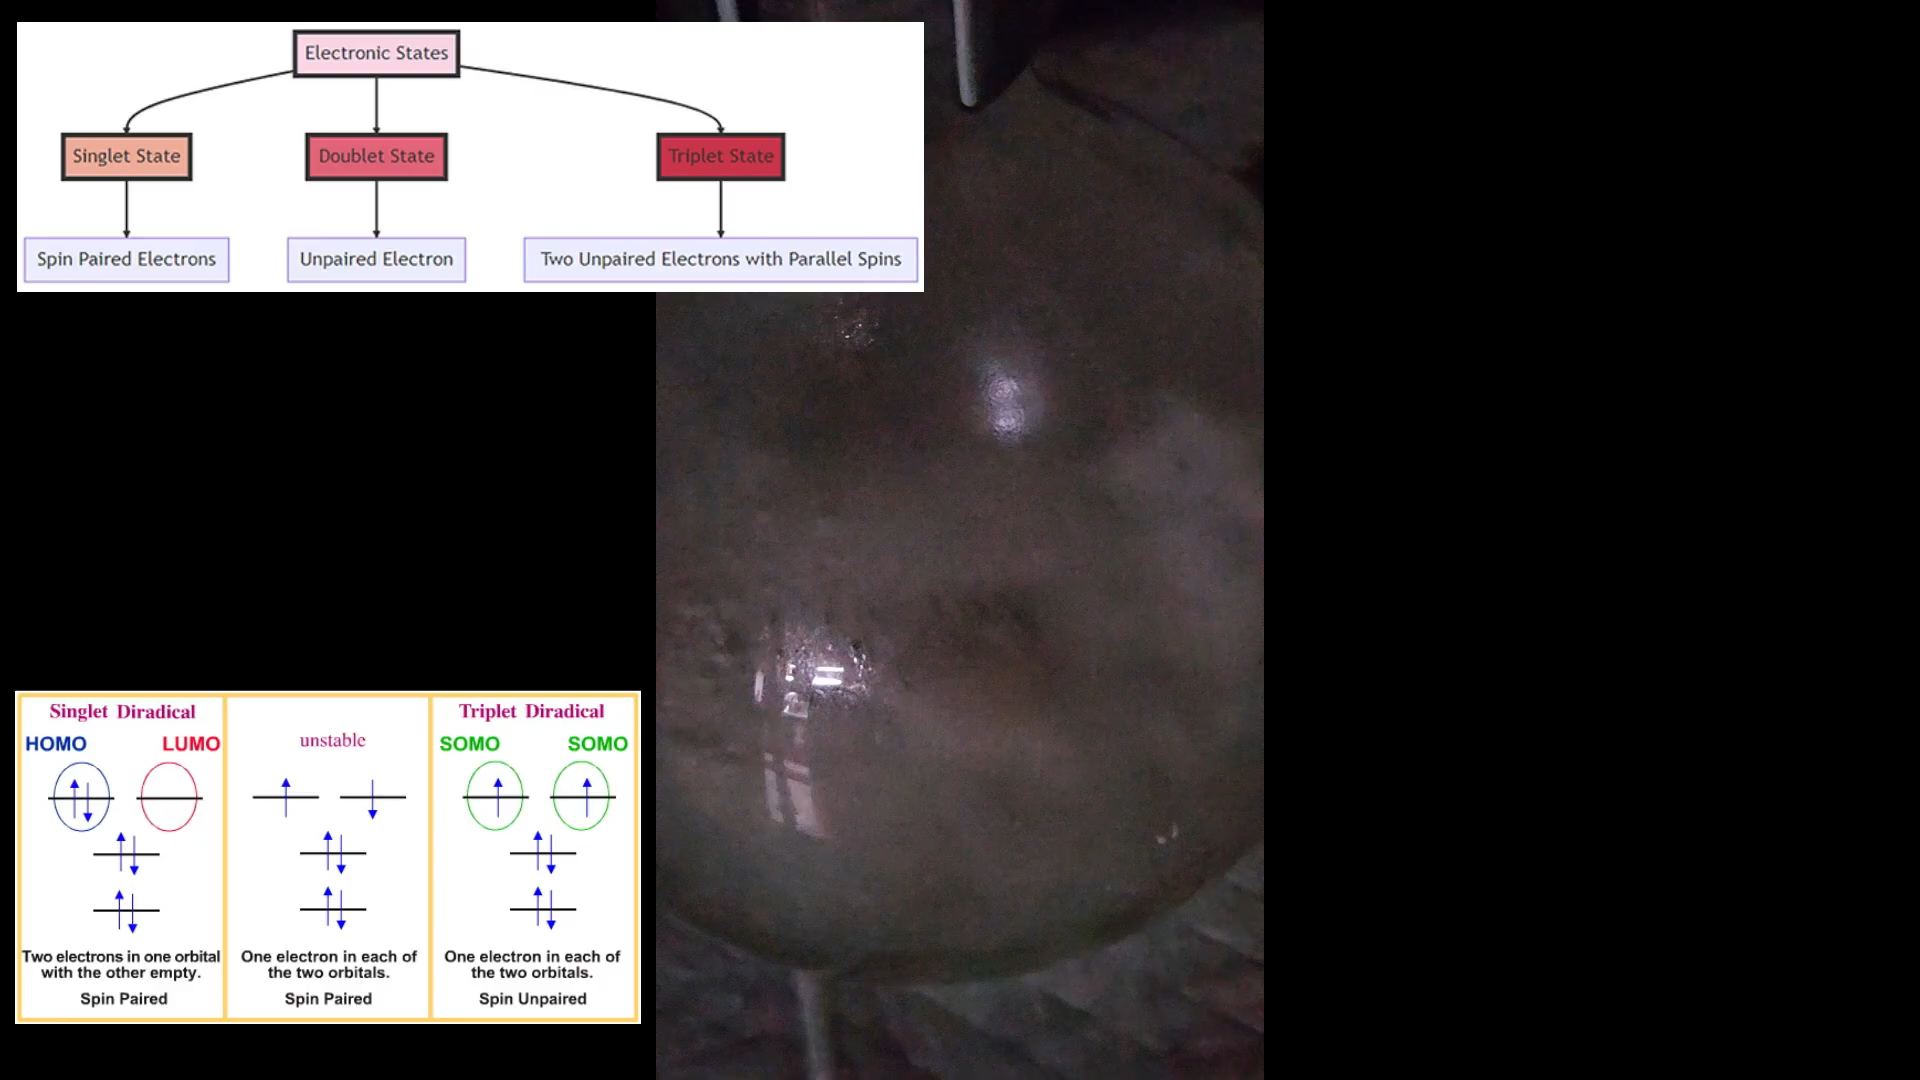 Electronic States
Singlet State
Doublet State
Triplet State
Spin Paired Electrons
Unpaired Electron
Two Unpaired Electrons with Parallel Spins
Singlet Diradical
HOMO
LUMO
Two electrons in one orbital
with the other empty.
Spin Paired
unstable
One electron in each of
the two orbitals.
Spin Paired
Triplet Diradical
SOMO
SOMO
One electron in each of
the two orbitals.
Spin Unpaired